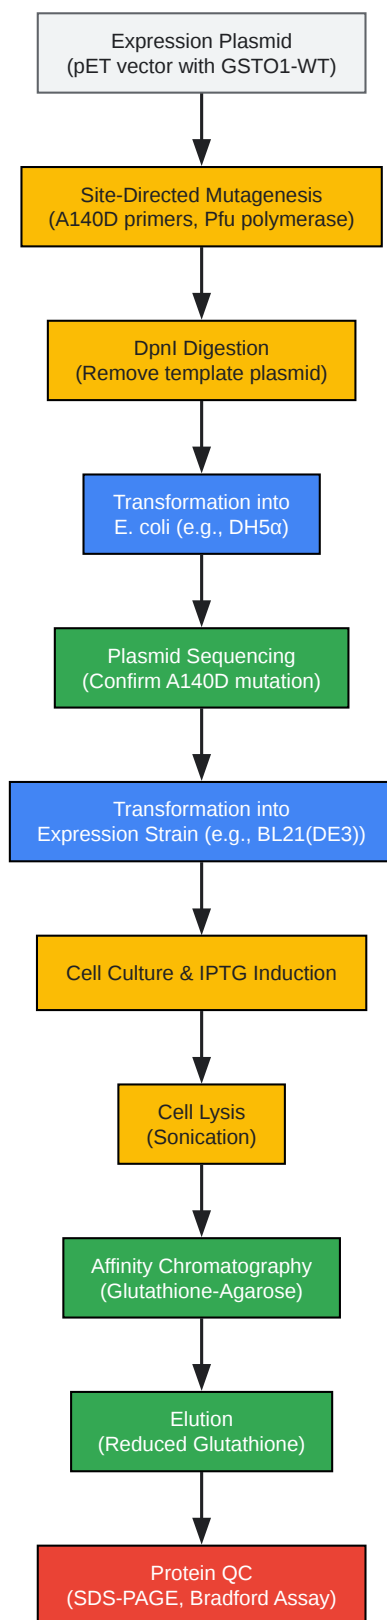 Expression Plasmid
(pET vector with GSTO1-WT)
Site-Directed Mutagenesis
(A140D primers, Pfu polymerase)
DpnI Digestion
(Remove template plasmid)
Transformation into
E. coli (e.g., DH5α)
Plasmid Sequencing
(Confirm A140D mutation)
Transformation into
Expression Strain (e.g., BL21(DE3))
Cell Culture & IPTG Induction
Cell Lysis
(Sonication)
Affinity Chromatography
(Glutathione-Agarose)
Elution
(Reduced Glutathione)
Protein QC
(SDS-PAGE, Bradford Assay)